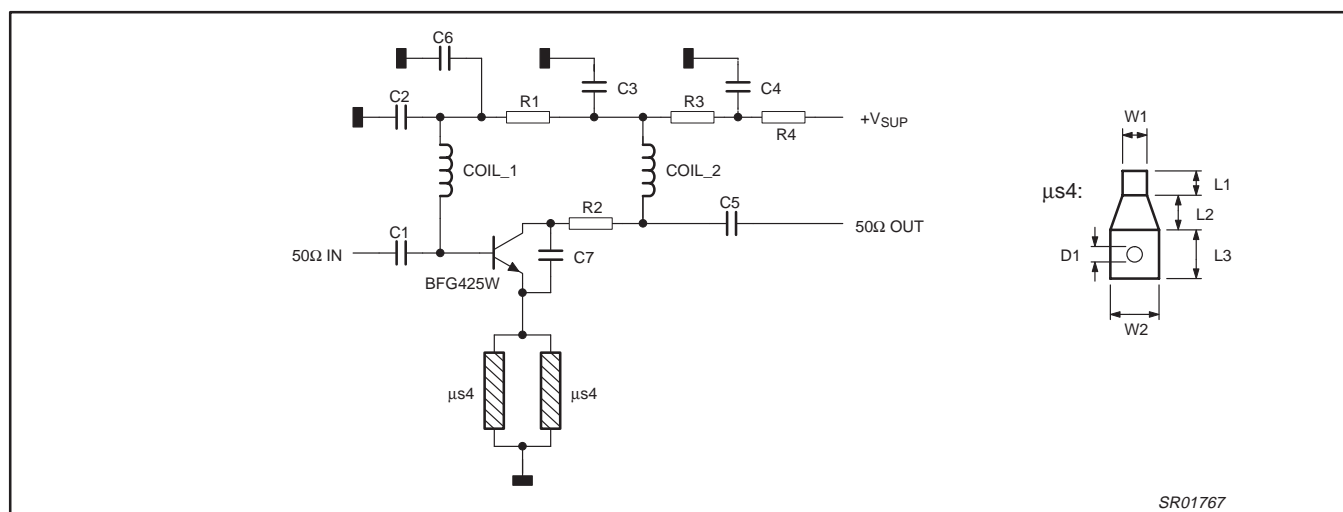 C6
C3
C4
C2
R1
R3
R4
+VSUP
COIL_1
COIL_2
C5
R2
50Ω IN
C1
50Ω OUT
C7
BFG425W
μs4
μs4
μs4:
W1
L1
L2
D1
L3
W2
SR01767